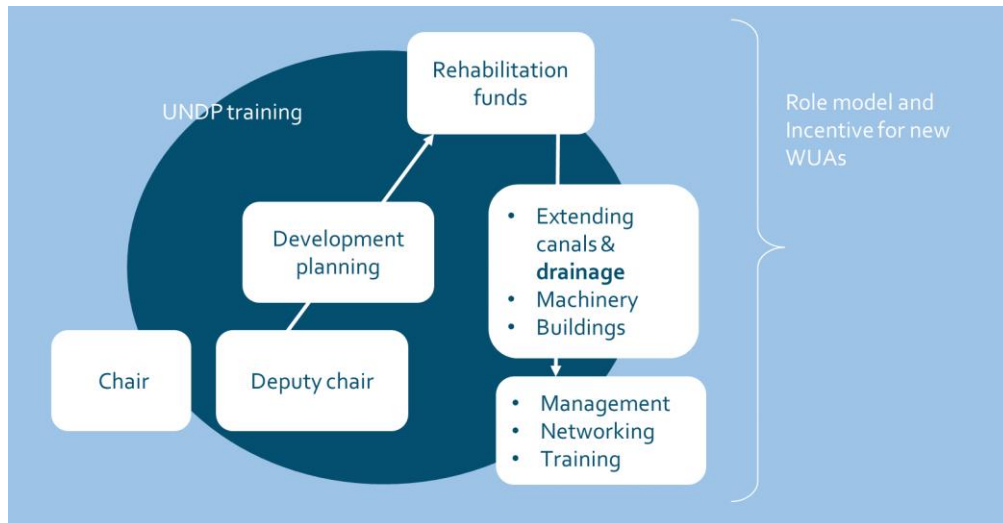 Rehabilitation
funds
UNDP training
Role model and
Incentive for new
WUAs
Development
planning
• Extending
canals &
drainage
• Machinery
• Buildings
Chair
Deputy chair
• Management
• Networking
• Training